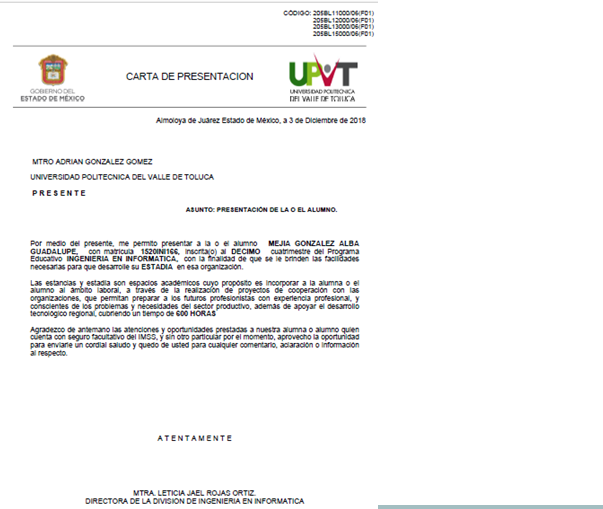 CÓDIGO: 205BL11000/06(F01)
205BL12000/06(F01)
205BL13000/06(F01)
205BL15000/06(F01)
GOBIERNO DEL
ESTADO DE MÉXICO
CARTA DE PRESENTACION
UPVT
UNIVERSIDAD POLITECNICA
DEL VALLE DE TOLUCA
Almoloya de Juárez Estado de México, a 3 de Diciembre de 2018
MTRO ADRIAN GONZALEZ GOMEZ
UNIVERSIDAD POLITECNICA DEL VALLE DE TOLUCA
P R E S E N T E
ASUNTO: PRESENTACIÓN DE LA O EL ALUMNO.
Por medio del presente, me permito presentar a la o el alumno MEJIA GONZALEZ ALBA
GUADALUPE, con matricula 1520INI166, inscrita(o) al DECIMO cuatrimestre del Programa
Educativo INGENIERIA EN INFORMATICA, con la finalidad de que se le brinden las facilidades
necesarias para que desarrolle su ESTADIA en esa organización.
Las estancias y estadía son espacios académicos cuyo propósito es incorporar a la alumna o el
alumno al ámbito laboral, a través de la realización de proyectos de cooperación con las
organizaciones, que permitan preparar a los futuros profesionistas con experiencia profesional, y
conscientes de los problemas y necesidades del sector productivo, además de apoyar el desarrollo
tecnológico regional, cubriendo un tiempo de 600 HORAS
Agradezco de antemano las atenciones y oportunidades prestadas a nuestra alumna o alumno quien
cuenta con seguro facultativo del IMSS, y sin otro particular por el momento, aprovecho la oportunidad
para enviarle un cordial saludo y quedo de usted para cualquier comentario, aclaración o información
al respecto.
A T E N T A M E N T E
MTRA. LETICIA JAEL ROJAS ORTIZ.
DIRECTORA DE LA DIVISION DE INGENIERIA EN INFORMATICA